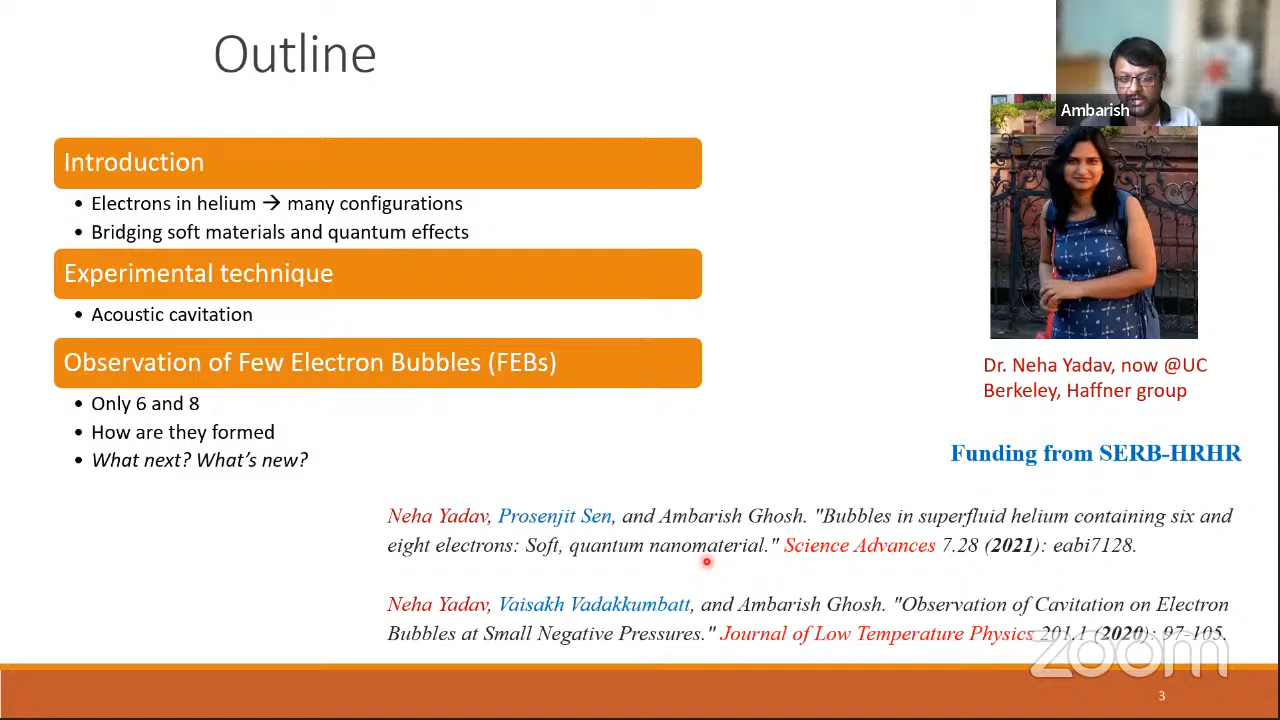 Outline
Ambarish
Introduction
• Electrons in helium → many configurations
• Bridging soft materials and quantum effects
Experimental technique
• Acoustic cavitation
Observation of Few Electron Bubbles (FEBs)
• Only 6 and 8
• How are they formed
• What next? What's new?
Dr. Neha Yadav, now @UC
Berkeley, Haffner group
Funding from SERB-HRHR
Neha Yadav, Prosenjit Sen, and Ambarish Ghosh. "Bubbles in superfluid helium containing six and
eight electrons: Soft, quantum nanomaterial." Science Advances 7.28 (2021): eabi7128.
Neha Yadav, Vaisakh Vadakkumbatt, and Ambarish Ghosh. "Observation of Cavitation on Electron
Bubbles at Small Negative Pressures." Journal of Low Temperature Physics 201.1 (2020): 97-105.
zoom
3